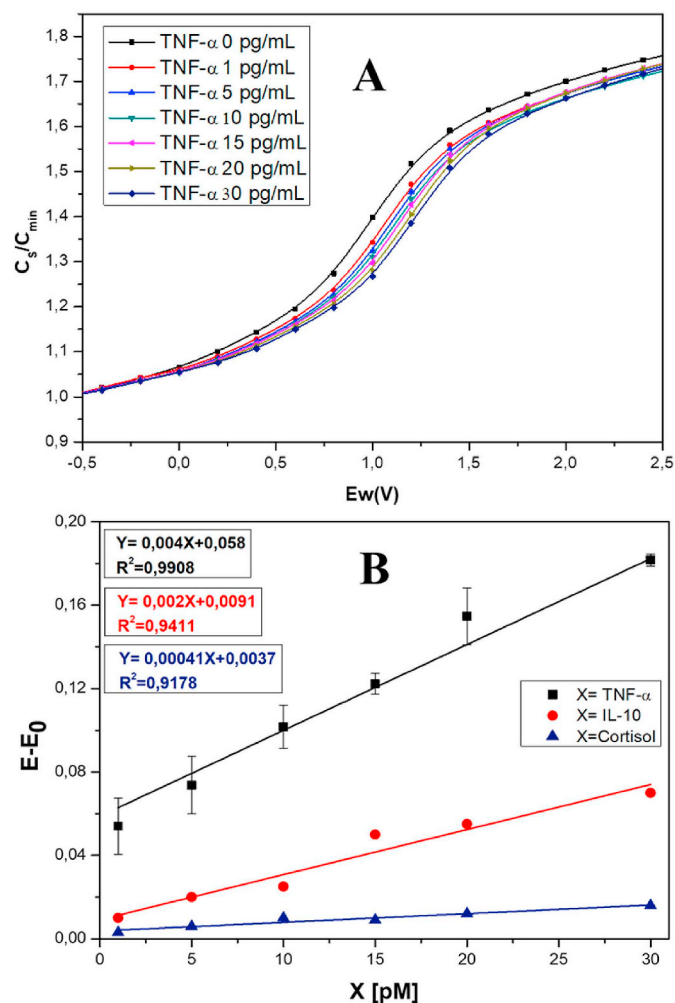 A
TNF-α 0 pg/mL
TNF-α 1 pg/mL
TNF-α 5 pg/mL
TNF-α 10 pg/mL
TNF-α 15 pg/mL
TNF-α 20 pg/mL
TNF-α 30 pg/mL
Cs/Cmin
1,8
1,7
1,6
1,5
1,4
1,3
1,2
1,1
1,0
0,9
-0,5 0,0 0,5 1,0 1,5 2,0 2,5
Ew(V)
B
Y= 0,004X+0,058
R²=0,9908
Y= 0,002X+0,0091
R²=0,9411
Y= 0,00041X+0,0037
R²=0,9178
X= TNF-α
X= IL-10
X=Cortisol
E-E0
0,20
0,16
0,12
0,08
0,04
0,00
0 5 10 15 20 25 30
X [pM]